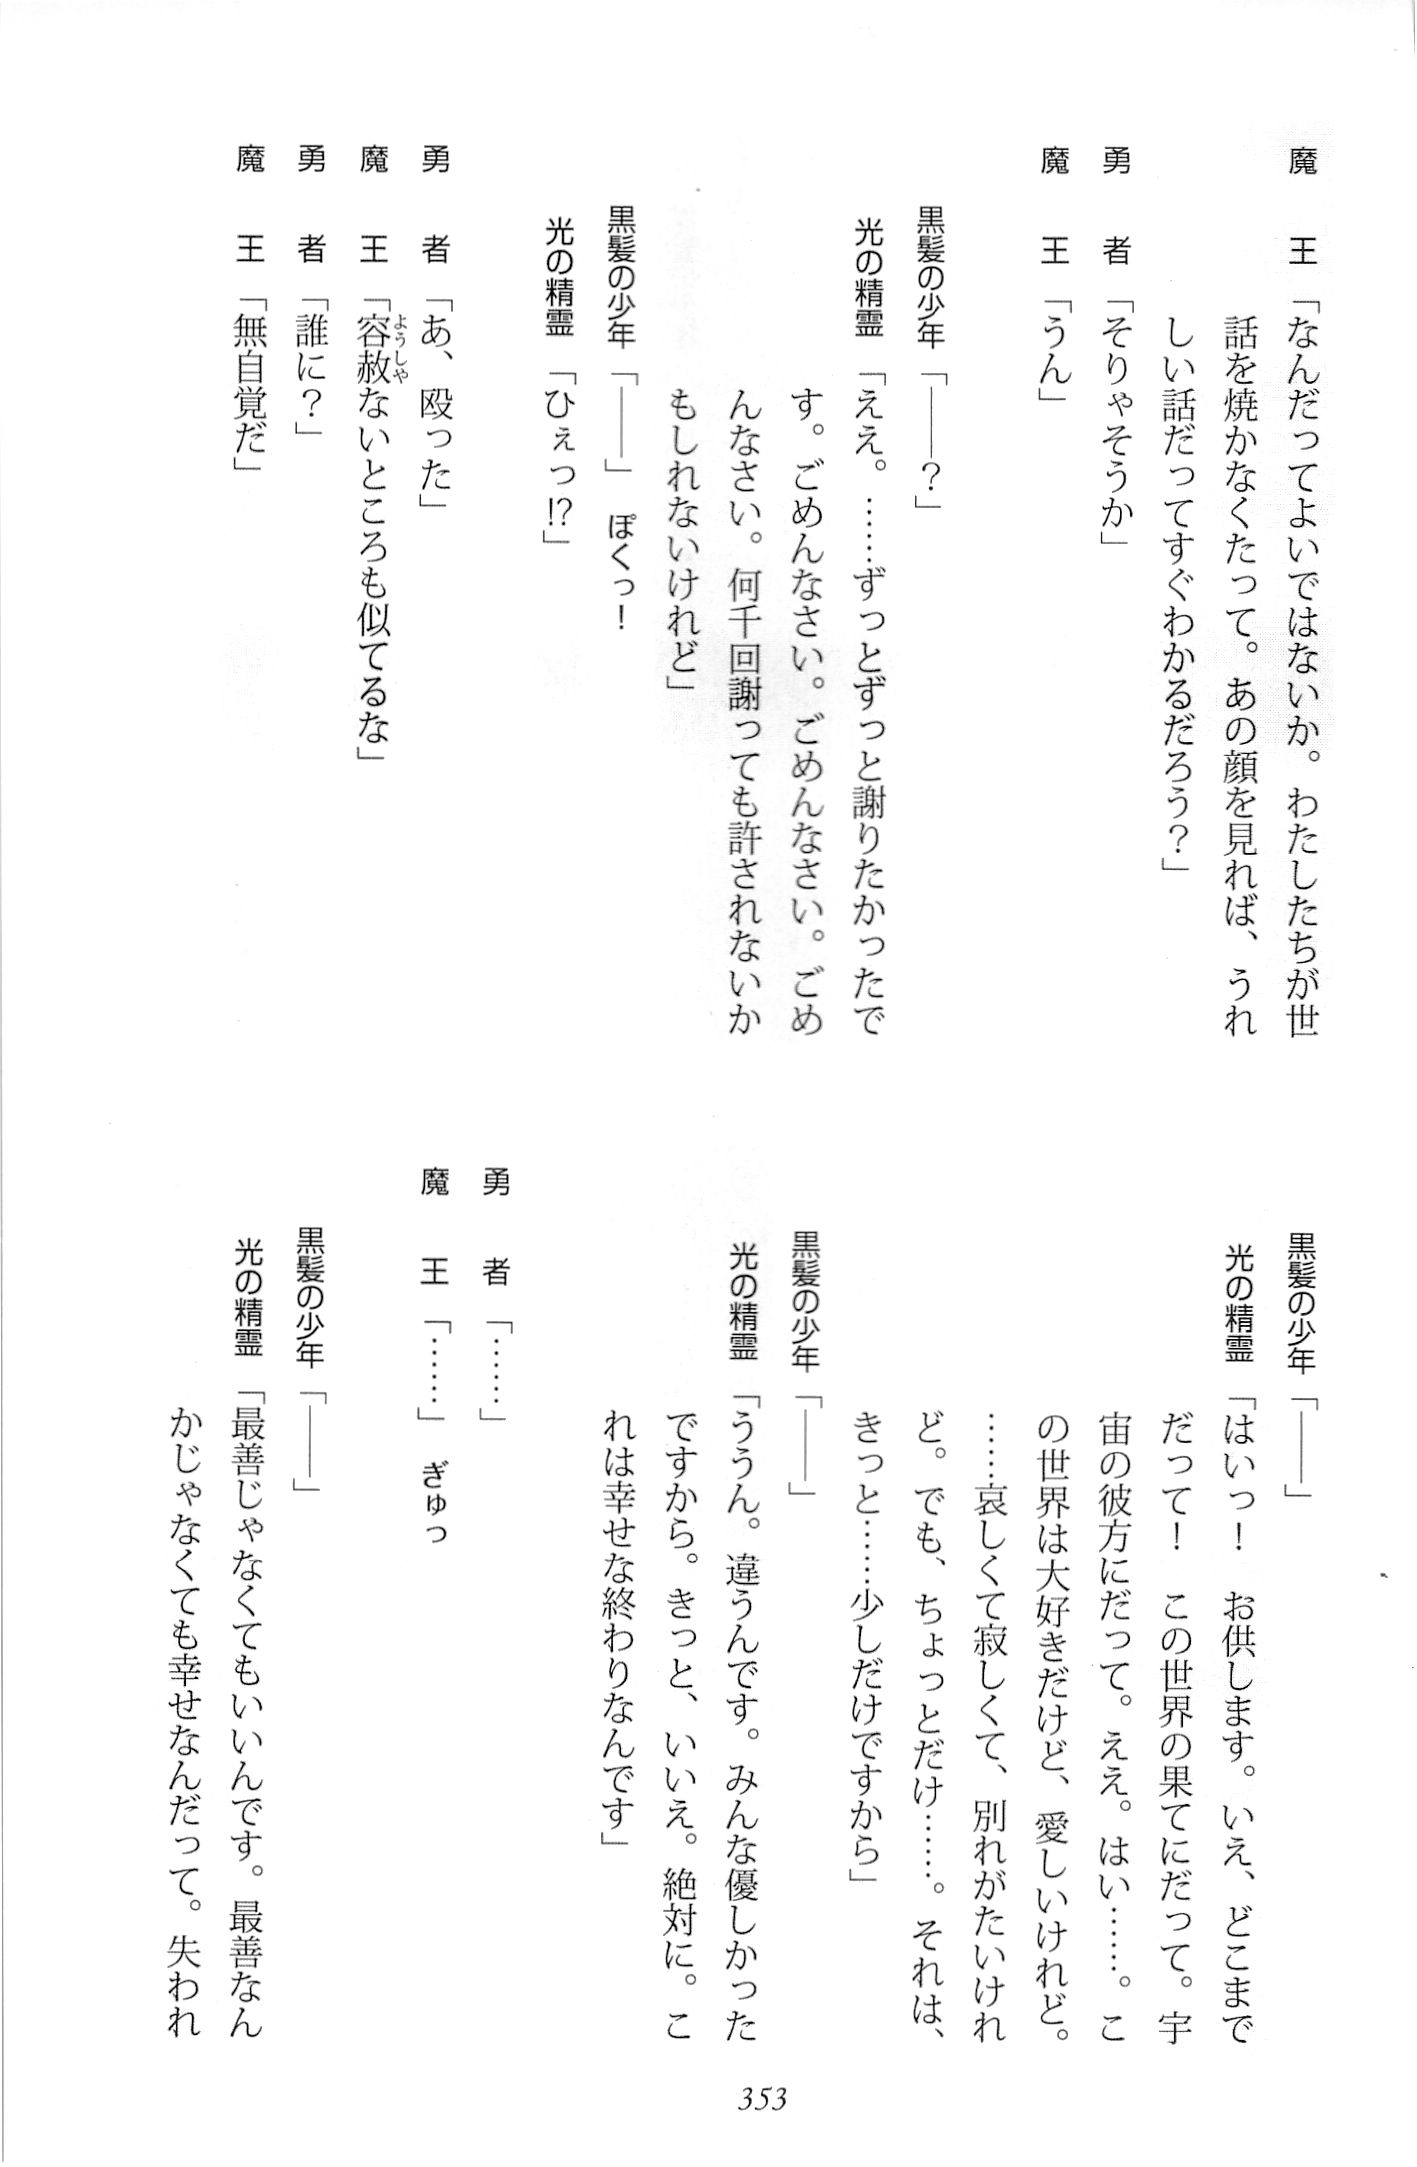 魔　王「なんだってよいではないか。わたしたちが世
話を焼かなくたって。あの顔を見れば、うれ
しい話だってすぐわかるだろう？」
勇　者「そりゃそうか」
魔　王「うん」
黒髪の少年「――？」
光の精霊「ええ。……ずっとずっと謝りたかったで
す。ごめんなさい。ごめんなさい。ごめ
んなさい。何千回謝っても許されないか
もしれないけれど」
黒髪の少年「――」　ぽくっ！
光の精霊「ひぇっ!?」
勇　者「あ、殴った」
魔　王「容赦ないところも似てるな」
ようしゃ
勇　者「誰に？」
魔　王「無自覚だ」
黒髪の少年「――」
光の精霊「はいっ！　お供します。いえ、どこまで
だって！　この世界の果てにだって。宇
宙の彼方にだって。ええ。はい……。こ
の世界は大好きだけど、愛しいけれど。
……哀しくて寂しくて、別れがたいけれ
ど。でも、ちょっとだけ……。それは、
きっと……少しだけですから」
黒髪の少年「――」
光の精霊「ううん。違うんです。みんな優しかった
ですから。きっと、いいえ。絶対に。こ
れは幸せな終わりなんです」
勇　者「……」
魔　王「……」　ぎゅっ
黒髪の少年「――」
光の精霊「最善じゃなくてもいいんです。最善なん
かじゃなくても幸せなんだって。失われ
353